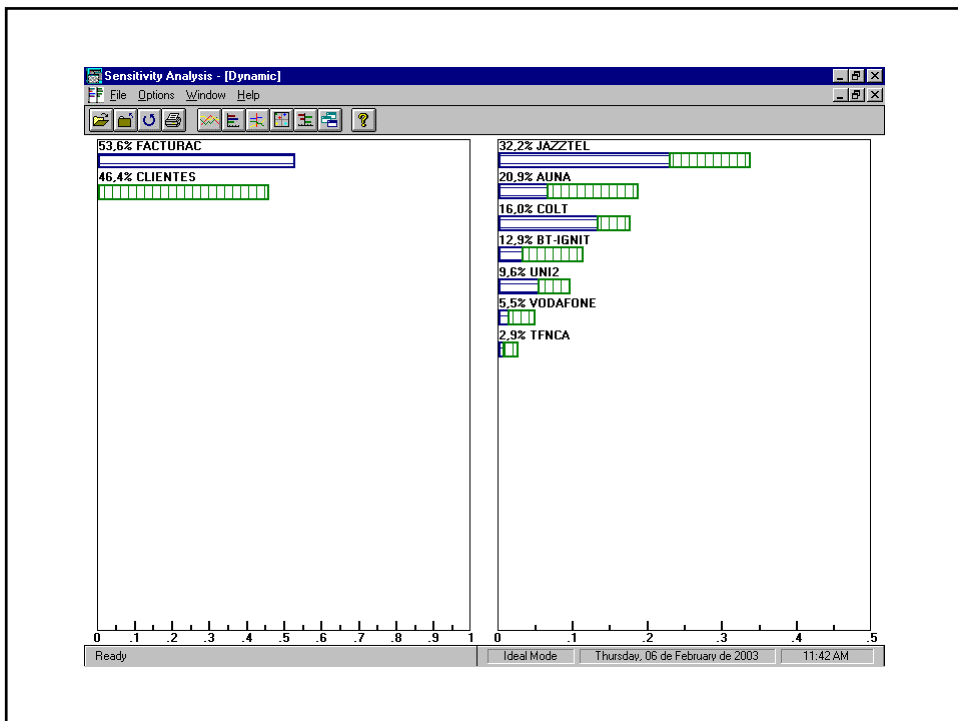 Sensitivity Analysis - [Dynamic]
File Options Window Help
53,6% FACTURAC
46,4% CLIENTES
0 .1 .2 .3 .4 .5 .6 .7 .8 .9 1
32,2% JAZZTEL
20,9% AUNA
16,0% COLT
12,9% BT-IGNIT
9,6% UNI2
5,5% VODAFONE
2,9% TFNCA
0 .1 .2 .3 .4 .5
Ready Ideal Mode Thursday, 06 de February de 2003 11:42 AM